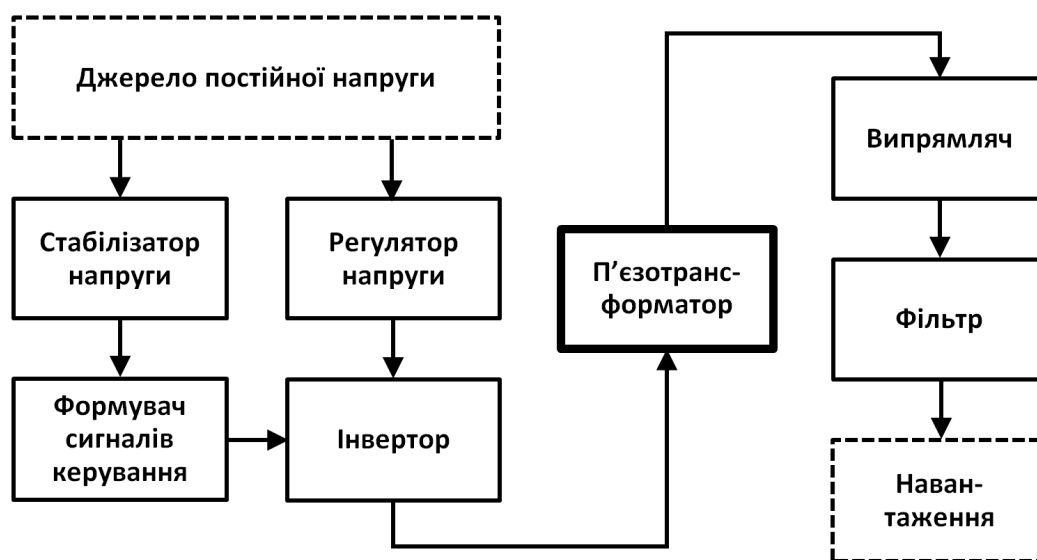 Джерело постійної напруги
Стабілізатор
напруги
Регулятор
напруги
Формувач
сигналів
керування
Інвертор
П’єзотранс-
форматор
Випрямляч
Фільтр
Наван-
таження